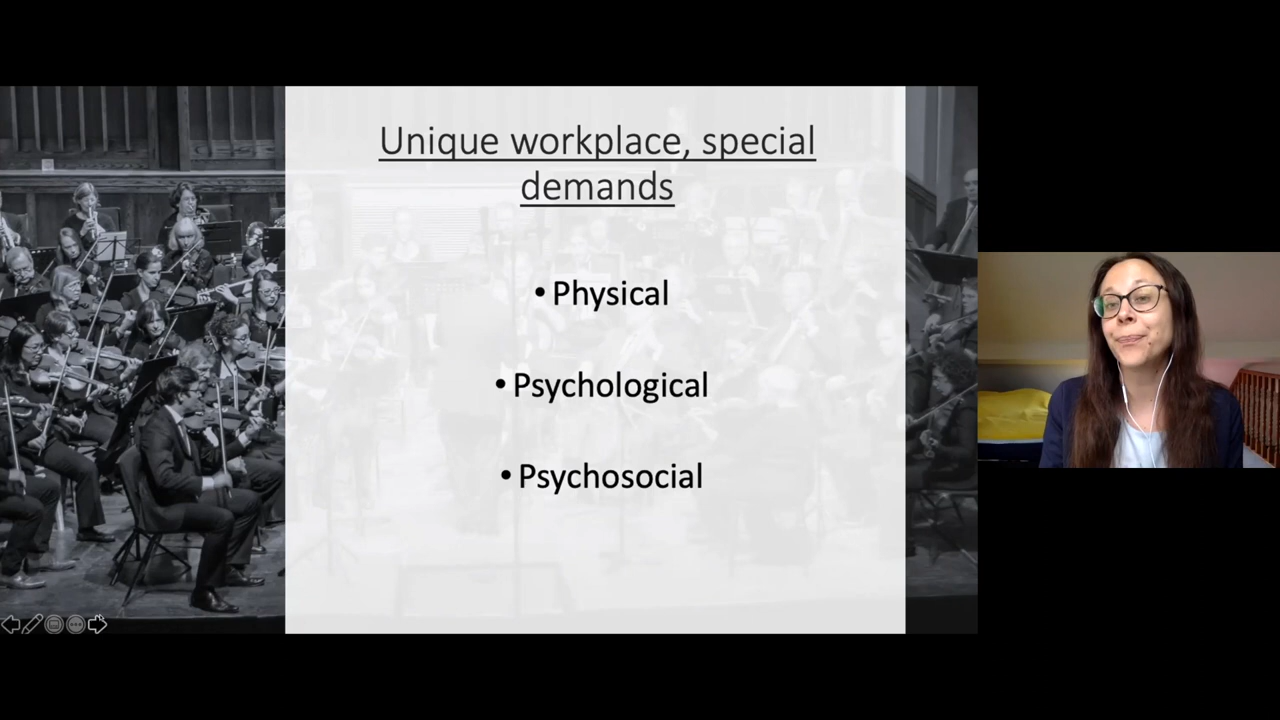 Unique workplace, special
demands
• Physical
• Psychological
• Psychosocial